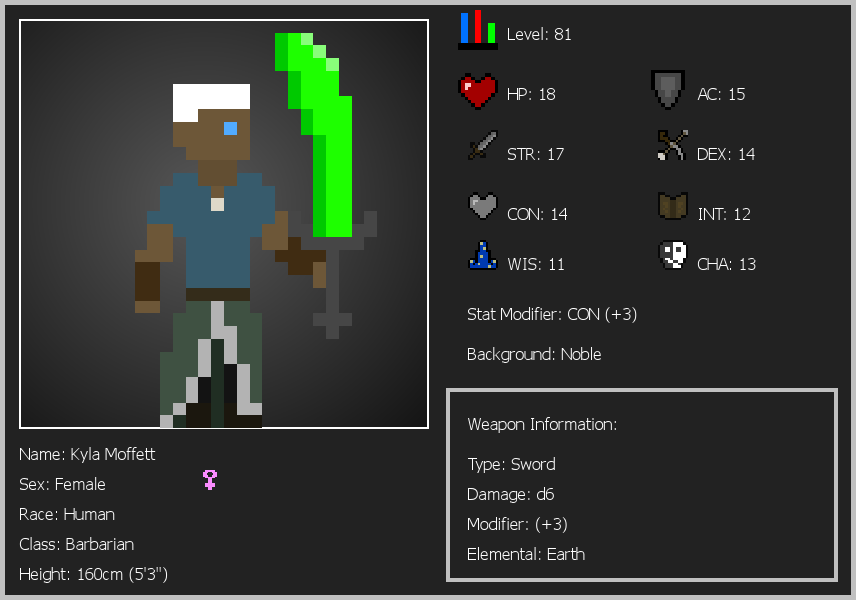 Level: 81
HP: 18
AC: 15
STR: 17
DEX: 14
CON: 14
INT: 12
WIS: 11
CHA: 13
Stat Modifier: CON (+3)
Background: Noble
Weapon Information:
Type: Sword
Damage: d6
Modifier: (+3)
Elemental: Earth
Name: Kyla Moffett
Sex: Female
Race: Human
Class: Barbarian
Height: 160cm (5'3")